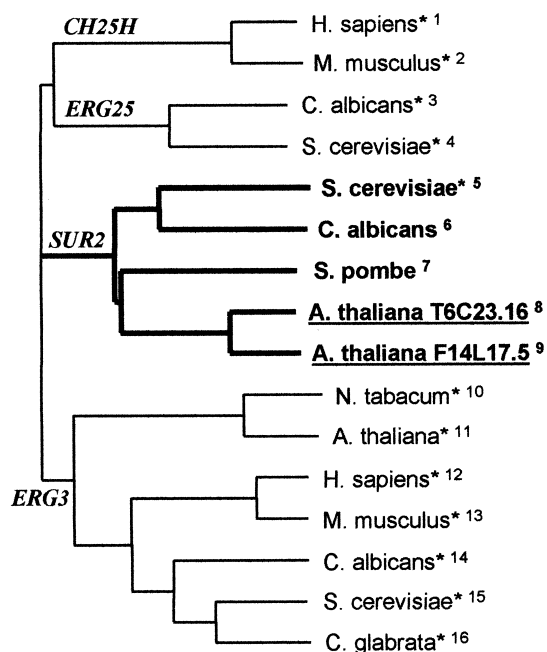 CH25H
H. sapiens* 1
M. musculus* 2
ERG25
C. albicans* 3
S. cerevisiae* 4
SUR2
S. cerevisiae* 5
C. albicans 6
S. pombe 7
A. thaliana T6C23.16 8
A. thaliana F14L17.5 9
ERG3
N. tabacum* 10
A. thaliana* 11
H. sapiens* 12
M. musculus* 13
C. albicans* 14
S. cerevisiae* 15
C. glabrata* 16